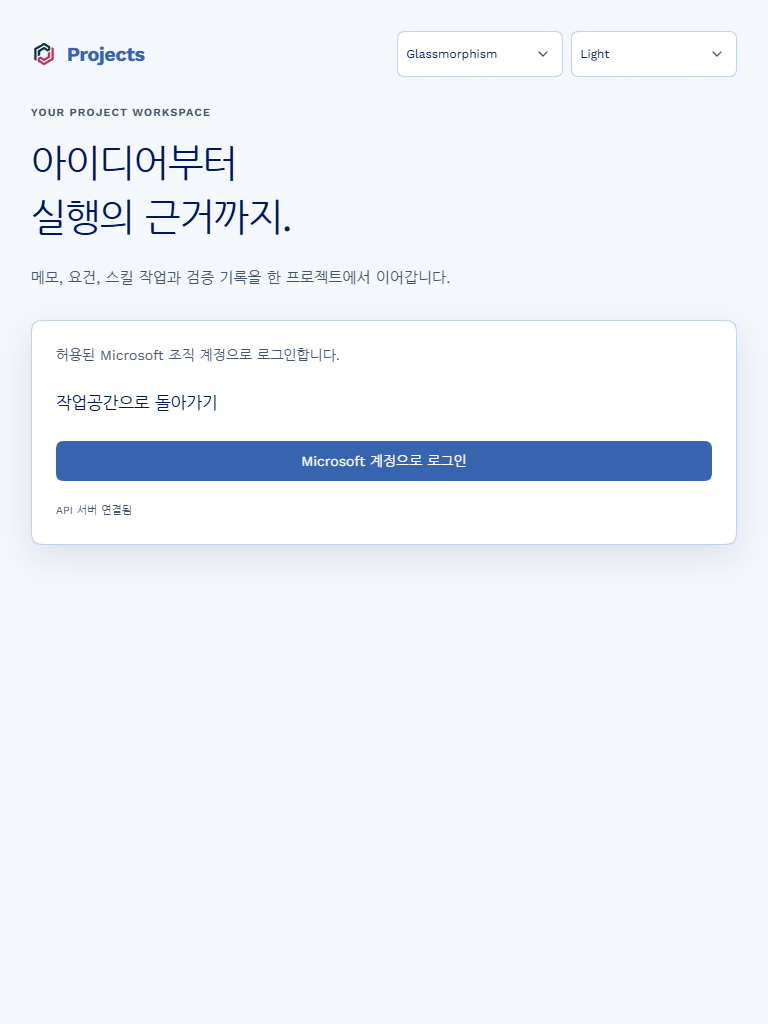 Projects
Glassmorphism
Light
YOUR PROJECT WORKSPACE
아이디어부터
실행의 근거까지.
메모, 요건, 스킬 작업과 검증 기록을 한 프로젝트에서 이어갑니다.
허용된 Microsoft 조직 계정으로 로그인합니다.
작업공간으로 돌아가기
Microsoft 계정으로 로그인
API 서버 연결됨